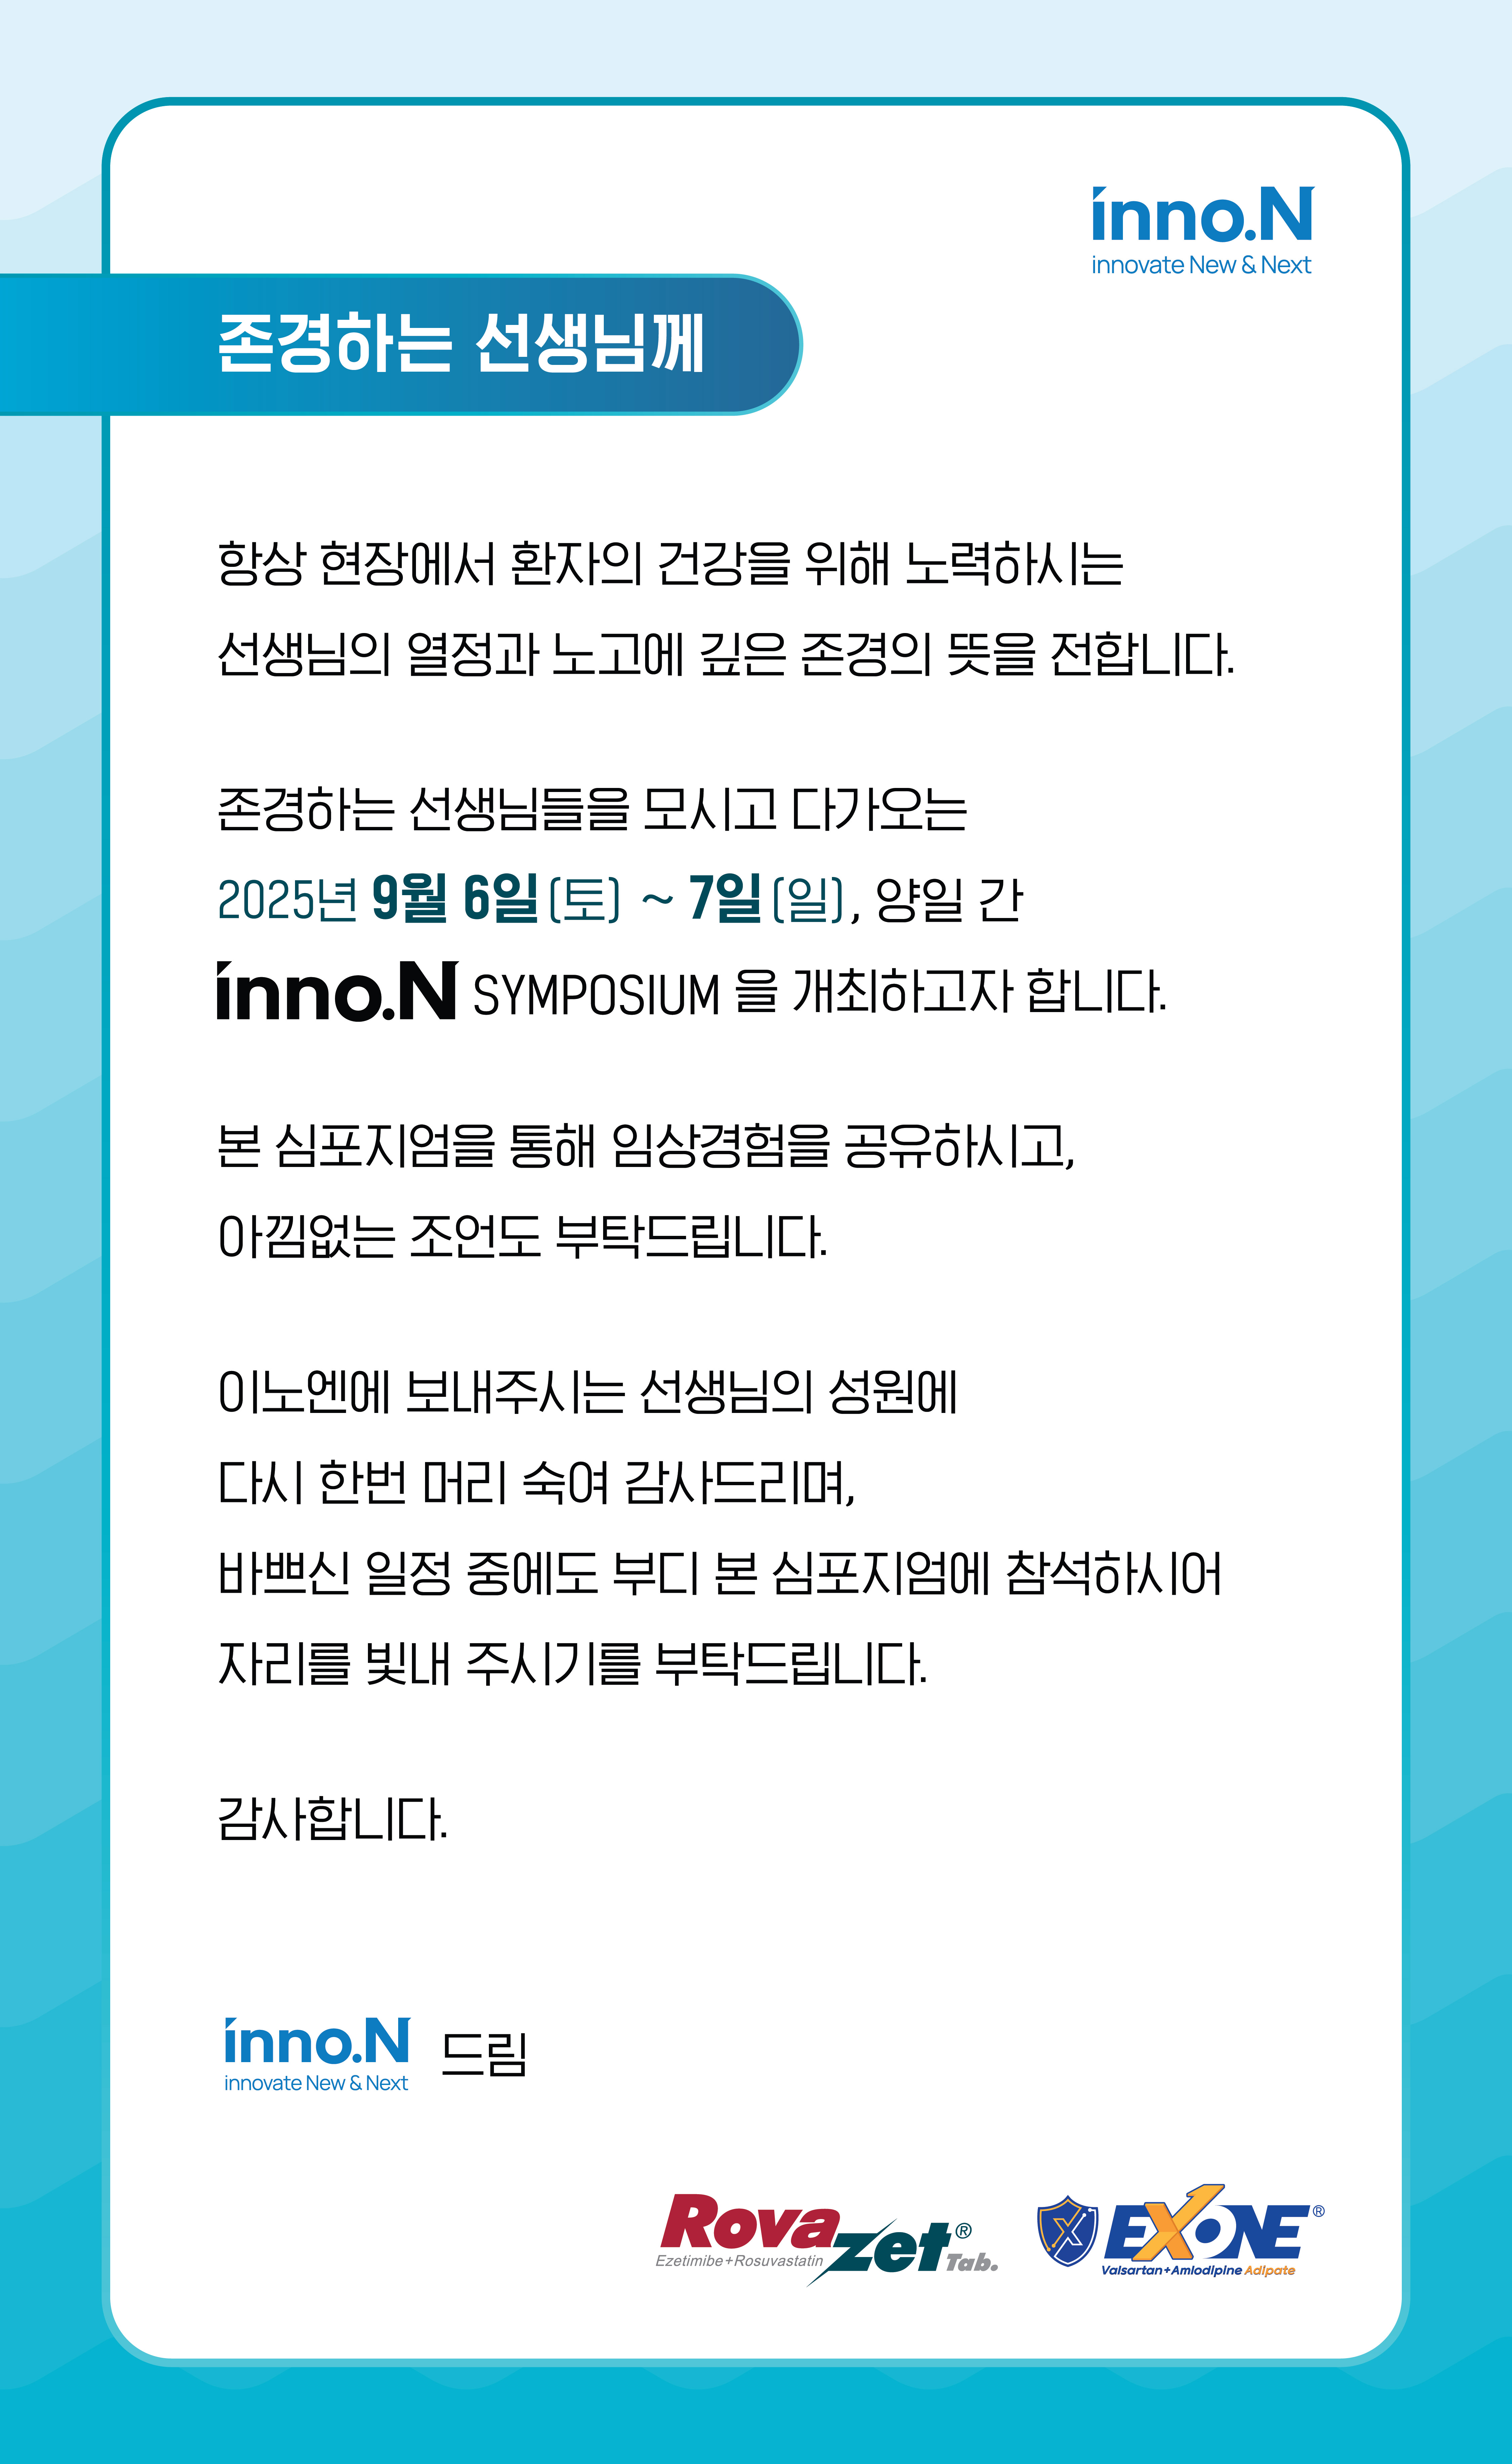 inno.N
innovate New & Next
존경하는 선생님께
항상 현장에서 환자의 건강을 위해 노력하시는
선생님의 열정과 노고에 깊은 존경의 뜻을 전합니다.
존경하는 선생님들을 모시고 다가오는
2025년 9월 6일(토) ~ 7일(일), 양일 간
inno.N SYMPOSIUM 을 개최하고자 합니다.
본 심포지엄을 통해 임상경험을 공유하시고,
아낌없는 조언도 부탁드립니다.
이노엔에 보내주시는 선생님의 성원에
다시 한번 머리 숙여 감사드리며,
바쁘신 일정 중에도 부디 본 심포지엄에 참석하시어
자리를 빛내 주시기를 부탁드립니다.
감사합니다.
inno.N 드림
innovate New & Next
Rovazet® Tab.
Ezetimibe+Rosuvastatin
X EXONE®
Valsartan+Amlodipine Adipate